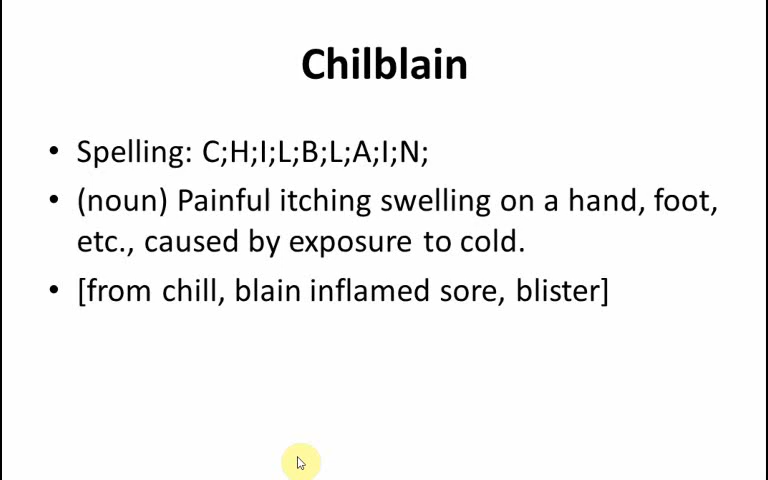 Chilblain
• Spelling: C;H;I;L;B;L;A;I;N;
• (noun) Painful itching swelling on a hand, foot,
etc., caused by exposure to cold.
• [from chill, blain inflamed sore, blister]